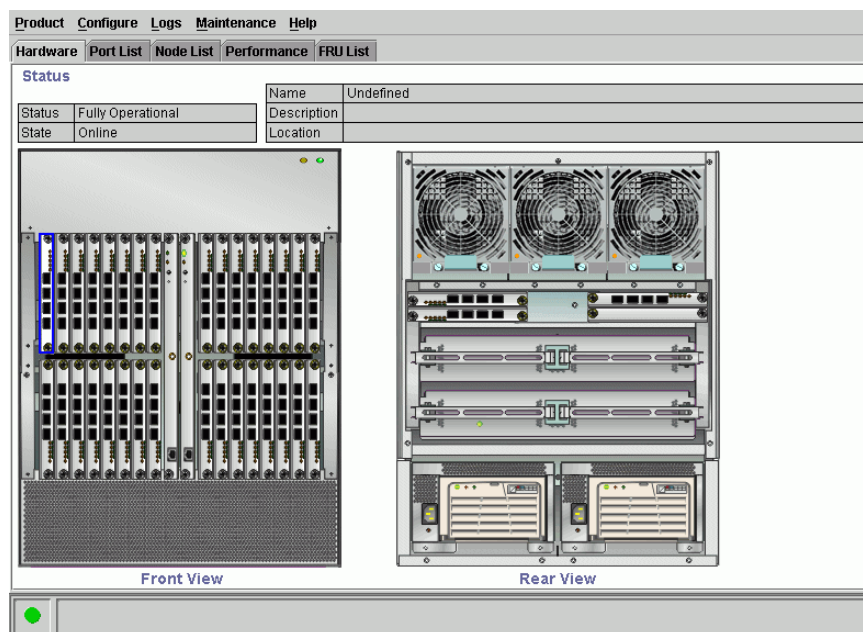 Product Configure Logs Maintenance Help
Hardware Port List Node List Performance FRU List
Status
Name Undefined
Status Fully Operational Description
State Online Location
Front View Rear View